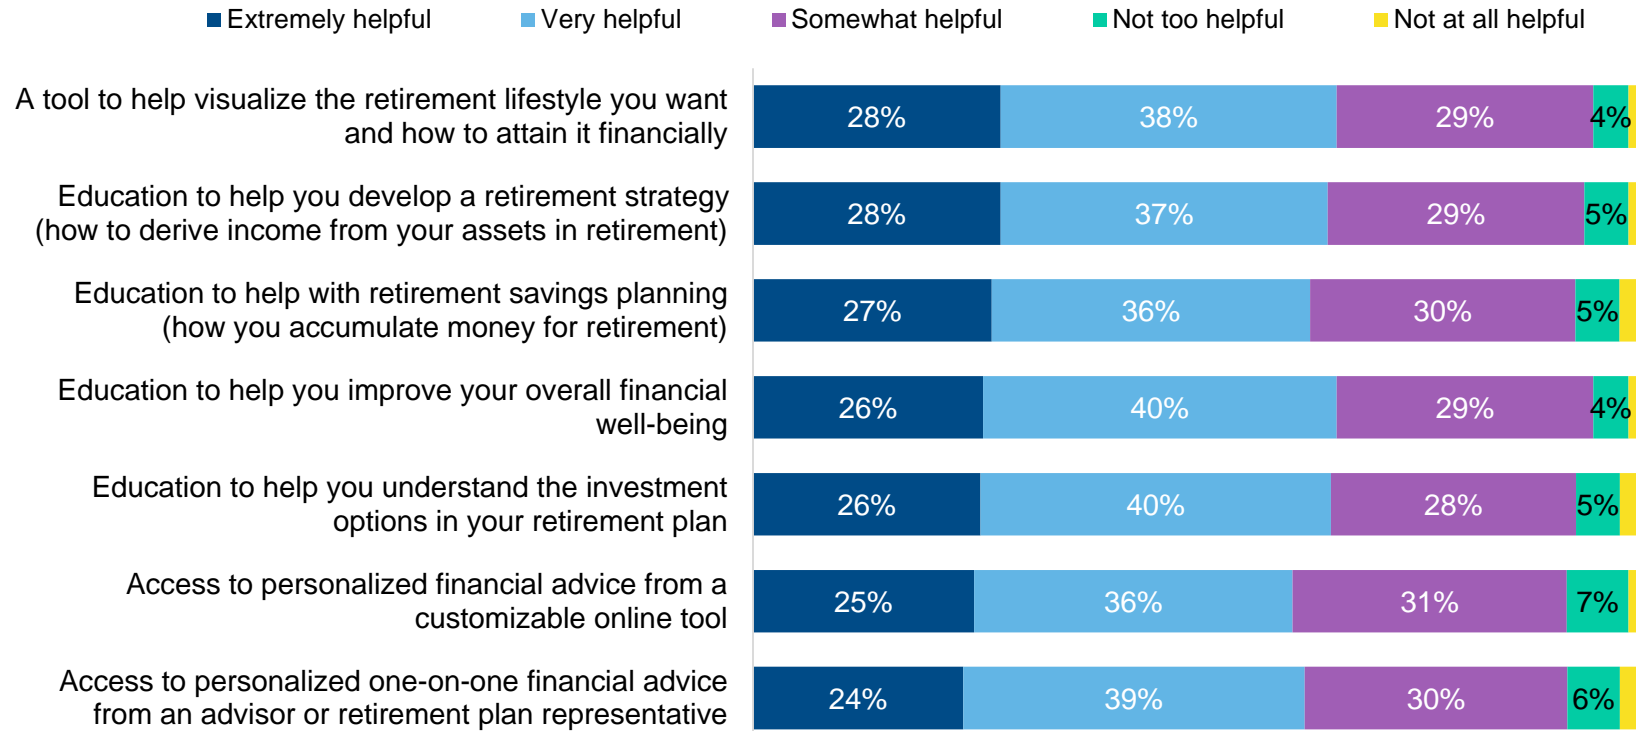 Extremely helpful Very helpful Somewhat helpful Not too helpful Not at all helpful
A tool to help visualize the retirement lifestyle you want
and how to attain it financially
28% 38% 29% 4%
Education to help you develop a retirement strategy
(how to derive income from your assets in retirement)
28% 37% 29% 5%
Education to help with retirement savings planning
(how you accumulate money for retirement)
27% 36% 30% 5%
Education to help you improve your overall financial
well-being
26% 40% 29% 4%
Education to help you understand the investment
options in your retirement plan
26% 40% 28% 5%
Access to personalized financial advice from a
customizable online tool
25% 36% 31% 7%
Access to personalized one-on-one financial advice
from an advisor or retirement plan representative
24% 39% 30% 6%